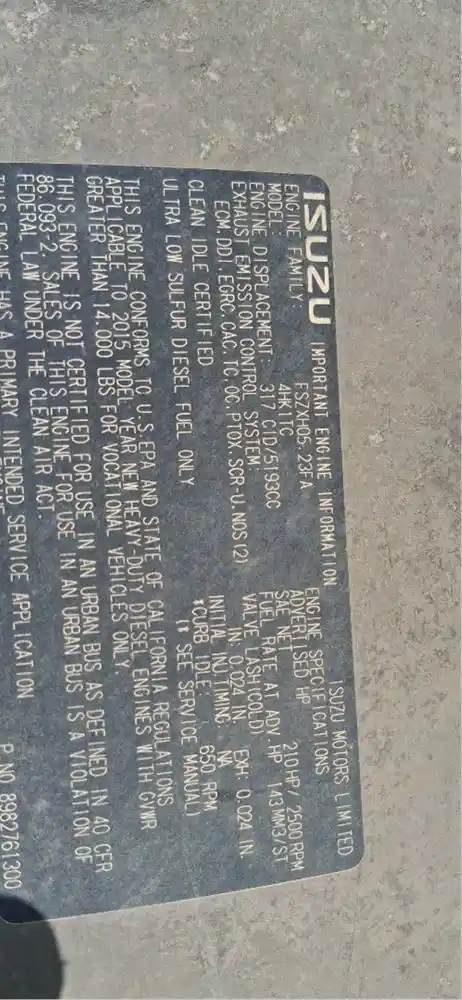 ISUZU IMPORTANT ENGINE INFORMATION ISUZU MOTORS LIMITED
ENGINE FAMILY FSZXH05.23FA ENGINE SPECIFICATIONS
MODEL: 4HK1TC ADVERTISED HP 210HP/2500RPM
ENGINE DISPLACEMENT: 317 CID/5193CC SAE NET
EXHAUST EMISSION CONTROL SYSTEM: FUEL RATE AT ADV.HP 143MM3/ST
ECM,DDI,EGRC,CAC,TC,OC,PTOX,SCR-U,NOS(2) VALVE LASH(COLD)
IN: 0.024 IN. EXH: 0.024 IN.
CLEAN IDLE CERTIFIED INITIAL INJ.TIMING NA
ULTRA LOW SULFUR DIESEL FUEL ONLY. *CURB IDLE 650 RPM
(* SEE SERVICE MANUAL)
THIS ENGINE CONFORMS TO U.S.EPA AND STATE OF CALIFORNIA REGULATIONS
APPLICABLE TO 2015 MODEL YEAR NEW HEAVY-DUTY DIESEL ENGINES WITH GVWR
GREATER THAN 14,000 LBS FOR VOCATIONAL VEHICLES ONLY.
THIS ENGINE IS NOT CERTIFIED FOR USE IN AN URBAN BUS AS DEFINED IN 40 CFR
86.093-2. SALES OF THIS ENGINE FOR USE IN AN URBAN BUS IS A VIOLATION OF
FEDERAL LAW UNDER THE CLEAN AIR ACT.
THIS ENGINE HAS A PRIMARY INTENDED SERVICE APPLICATION P.NO.8982761300